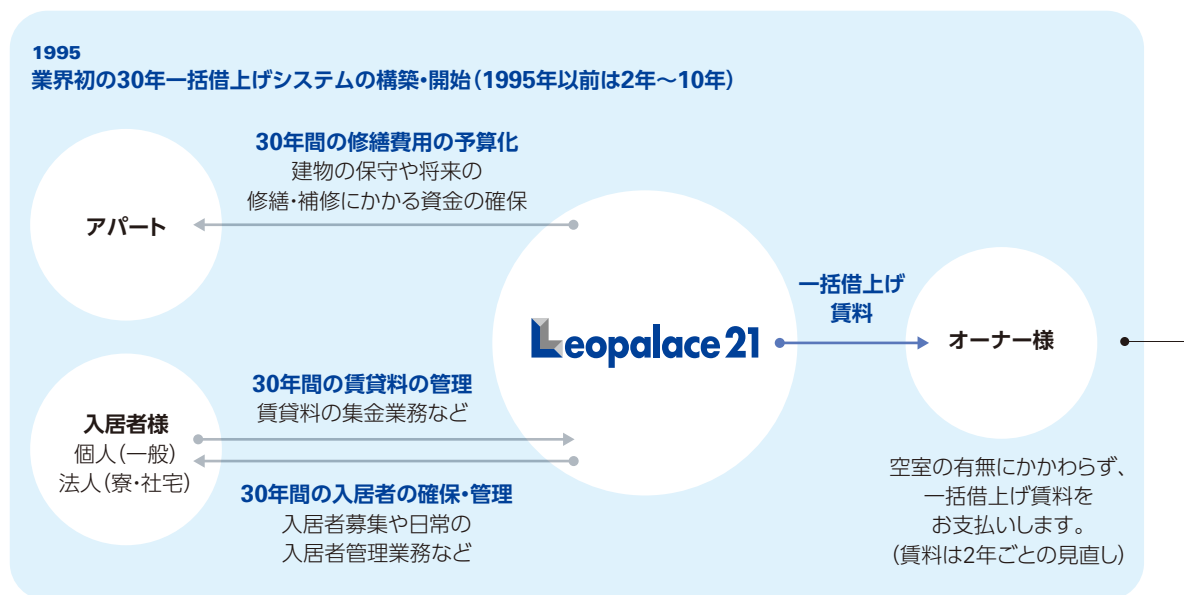 1995
業界初の30年一括借上げシステムの構築・開始（1995年以前は2年～10年）
30年間の修繕費用の予算化
建物の保守や将来の
修繕・補修にかかる資金の確保
アパート
Leopalace 21
一括借上げ
賃料
オーナー様
空室の有無にかかわらず、
一括借上げ賃料を
お支払いします。
（賃料は2年ごとの見直し）
30年間の賃貸料の管理
賃貸料の集金業務など
入居者様
個人（一般）
法人（寮・社宅）
30年間の入居者の確保・管理
入居者募集や日常の
入居者管理業務など